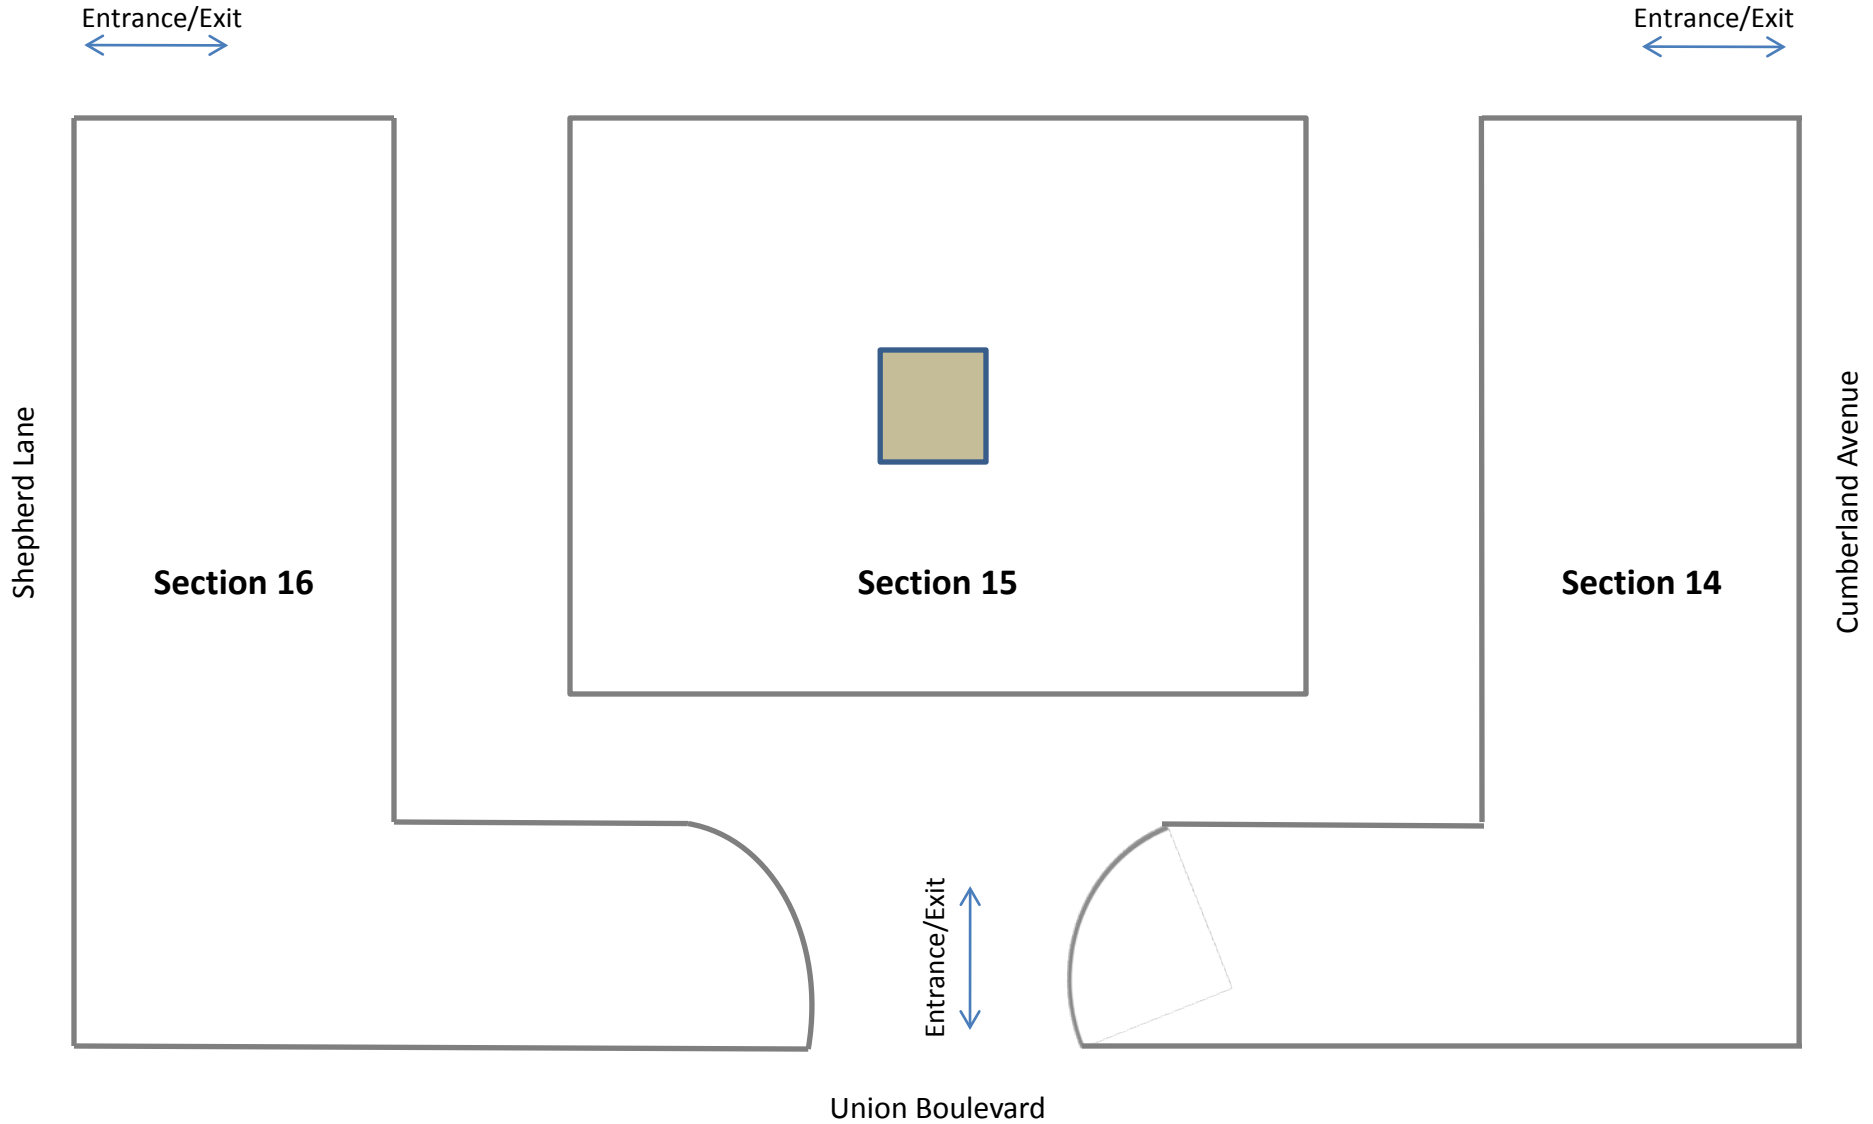 Entrance/Exit
Entrance/Exit
Shepherd Lane
Cumberland Avenue
Section 16
Section 15
Section 14
Entrance/Exit
Union Boulevard